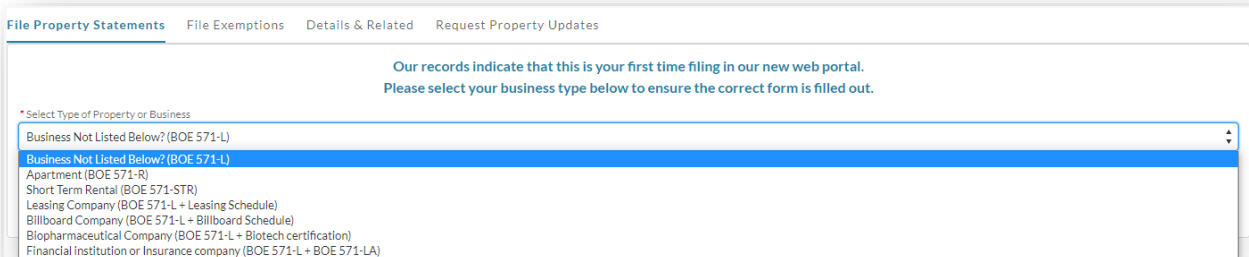 File Property Statements File Exemptions Details & Related Request Property Updates
Our records indicate that this is your first time filing in our new web portal.
Please select your business type below to ensure the correct form is filled out.
* Select Type of Property or Business
Business Not Listed Below? (BOE 571-L)
Business Not Listed Below? (BOE 571-L)
Apartment (BOE 571-R)
Short Term Rental (BOE 571-STR)
Leasing Company (BOE 571-L + Leasing Schedule)
Billboard Company (BOE 571-L + Billboard Schedule)
Biopharmaceutical Company (BOE 571-L + Biotech certification)
Financial institution or Insurance company (BOE 571-L + BOE 571-LA)